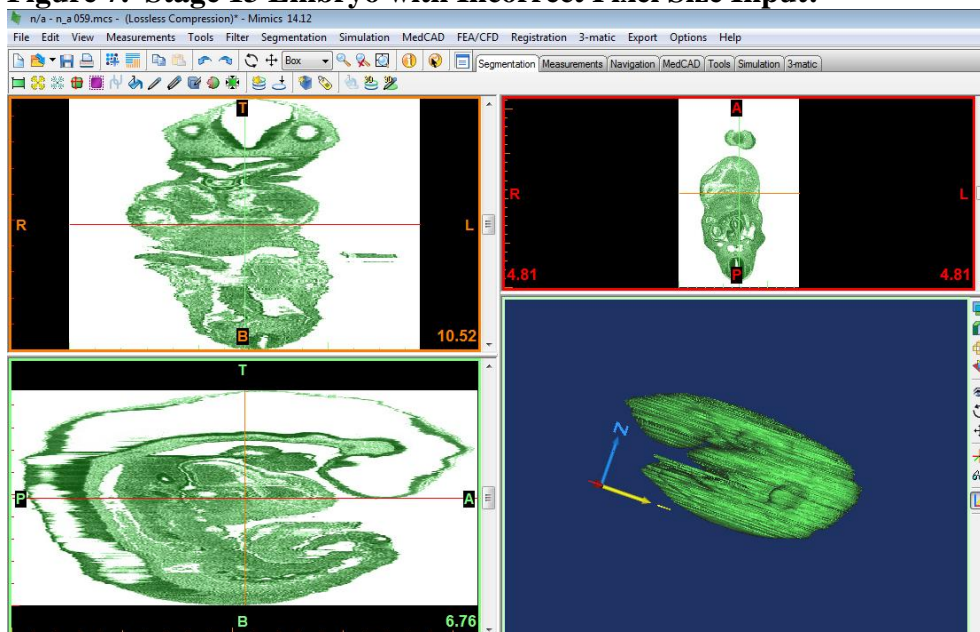 Figure 7.  Stage 15 Embryo with Incorrect Pixel Size Input.
n/a - n_a 059.mcs - (Lossless Compression)* - Mimics 14.12
File Edit View Measurements Tools Filter Segmentation Simulation MedCAD FEA/CFD Registration 3-matic Export Options Help
Box
Segmentation Measurements Navigation MedCAD Tools Simulation 3-matic
T
R
L
B
10.52
A
R
L
P
4.81
4.81
T
P
A
B
6.76
Z